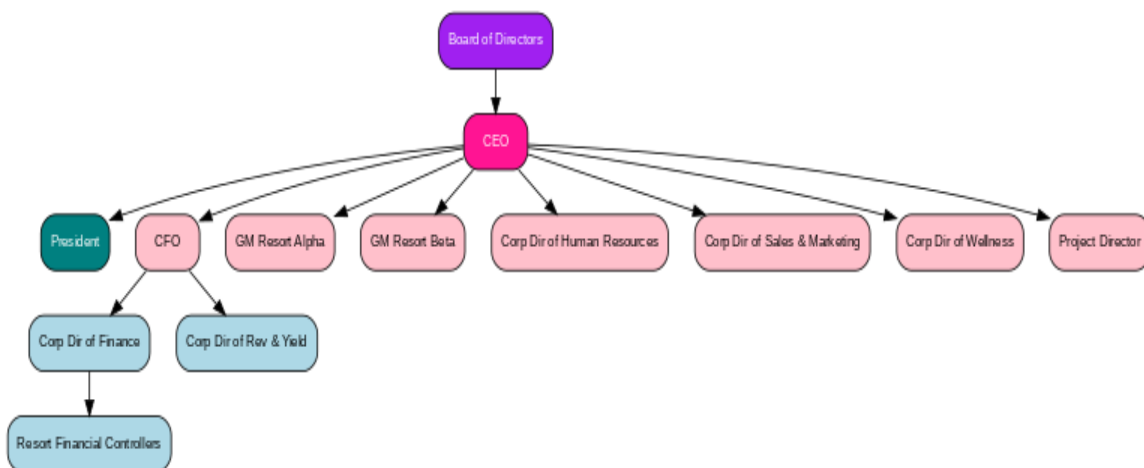 Board of Directors
CEO
President
CFO
GM Resort Alpha
GM Resort Beta
Corp Dir of Human Resources
Corp Dir of Sales & Marketing
Corp Dir of Wellness
Project Director
Corp Dir of Finance
Corp Dir of Rev & Yield
Resort Financial Controllers